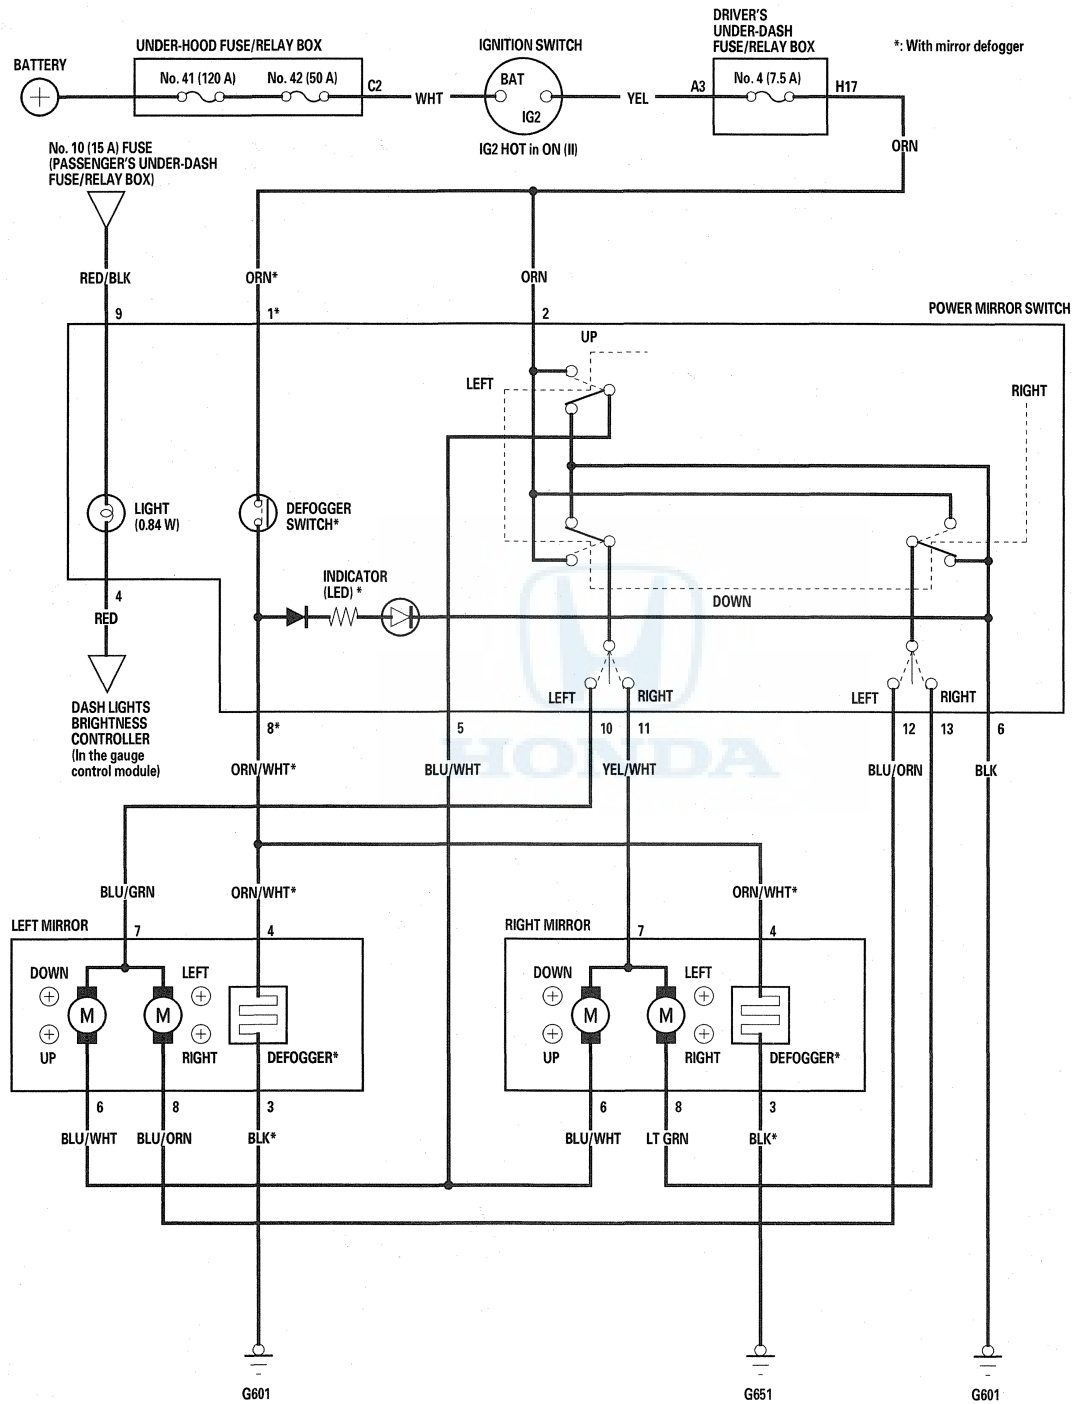 DRIVER'S
UNDER-DASH
FUSE/RELAY BOX
UNDER-HOOD FUSE/RELAY BOX
IGNITION SWITCH
*: With mirror defogger
BATTERY
No. 41 (120 A)
No. 42 (50 A)
C2
WHT
BAT
IG2
YEL
A3
No. 4 (7.5 A)
H17
IG2 HOT in ON (II)
ORN
No. 10 (15 A) FUSE
(PASSENGER'S UNDER-DASH
FUSE/RELAY BOX)
RED/BLK
ORN*
ORN
9
1*
2
POWER MIRROR SWITCH
UP
LEFT
RIGHT
LIGHT
(0.84 W)
DEFOGGER
SWITCH*
INDICATOR
(LED) *
DOWN
4
RED
LEFT
RIGHT
LEFT
RIGHT
DASH LIGHTS
BRIGHTNESS
CONTROLLER
(In the gauge
control module)
8*
5
10
11
12
13
6
HONDA
ORN/WHT*
BLU/WHT
YEL/WHT
BLU/ORN
BLK
BLU/GRN
ORN/WHT*
ORN/WHT*
LEFT MIRROR
7
4
RIGHT MIRROR
7
4
DOWN
LEFT
M
M
UP
RIGHT
DEFOGGER*
DOWN
LEFT
M
M
UP
RIGHT
DEFOGGER*
6
8
3
6
8
3
BLU/WHT
BLU/ORN
BLK*
BLU/WHT
LT GRN
BLK*
G601
G651
G601